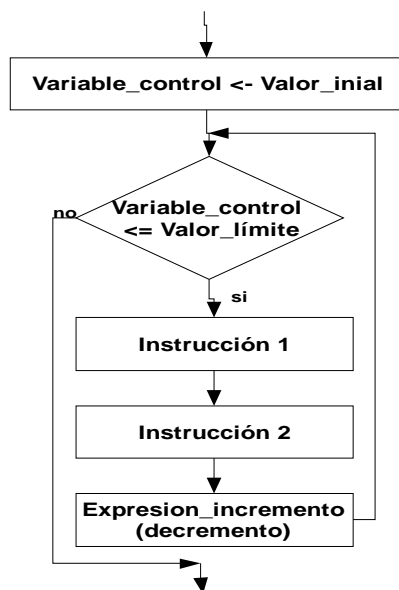 Variable_control <- Valor_inial
no
Variable_control
<= Valor_límite
si
Instrucción 1
Instrucción 2
Expresion_incremento
(decremento)